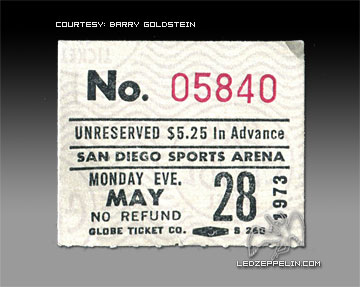 COURTESY: BARRY GOLDSTEIN
No. 05840
UNRESERVED $5.25 In Advance
SAN DIEGO SPORTS ARENA
MONDAY EVE.
MAY 28 1973
NO REFUND
GLOBE TICKET CO. S 266
LEDZEPPELIN.COM